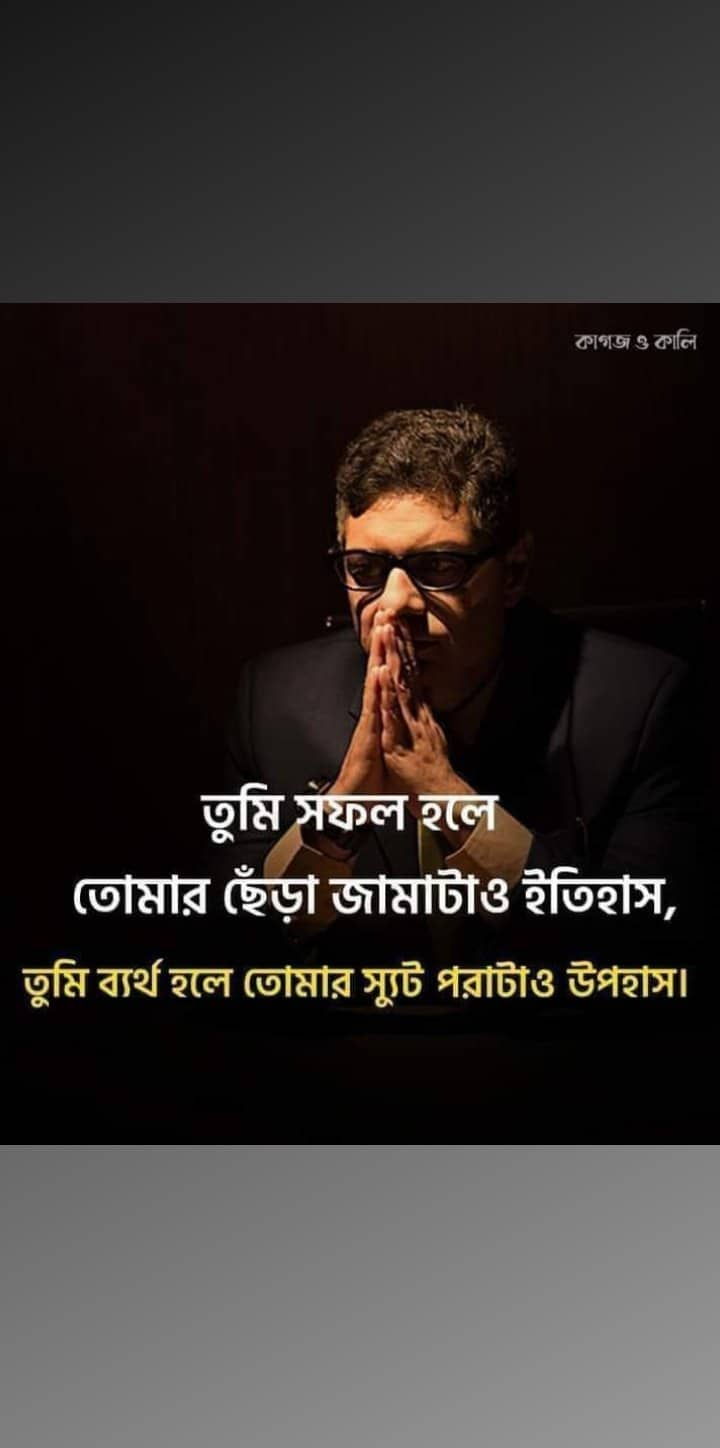 কাগজ ও কালি
তুমি সফল হলে
তোমার ছেঁড়া জামাটাও ইতিহাস,
তুমি ব্যর্থ হলে তোমার স্যুট পরাটাও উপহাস।